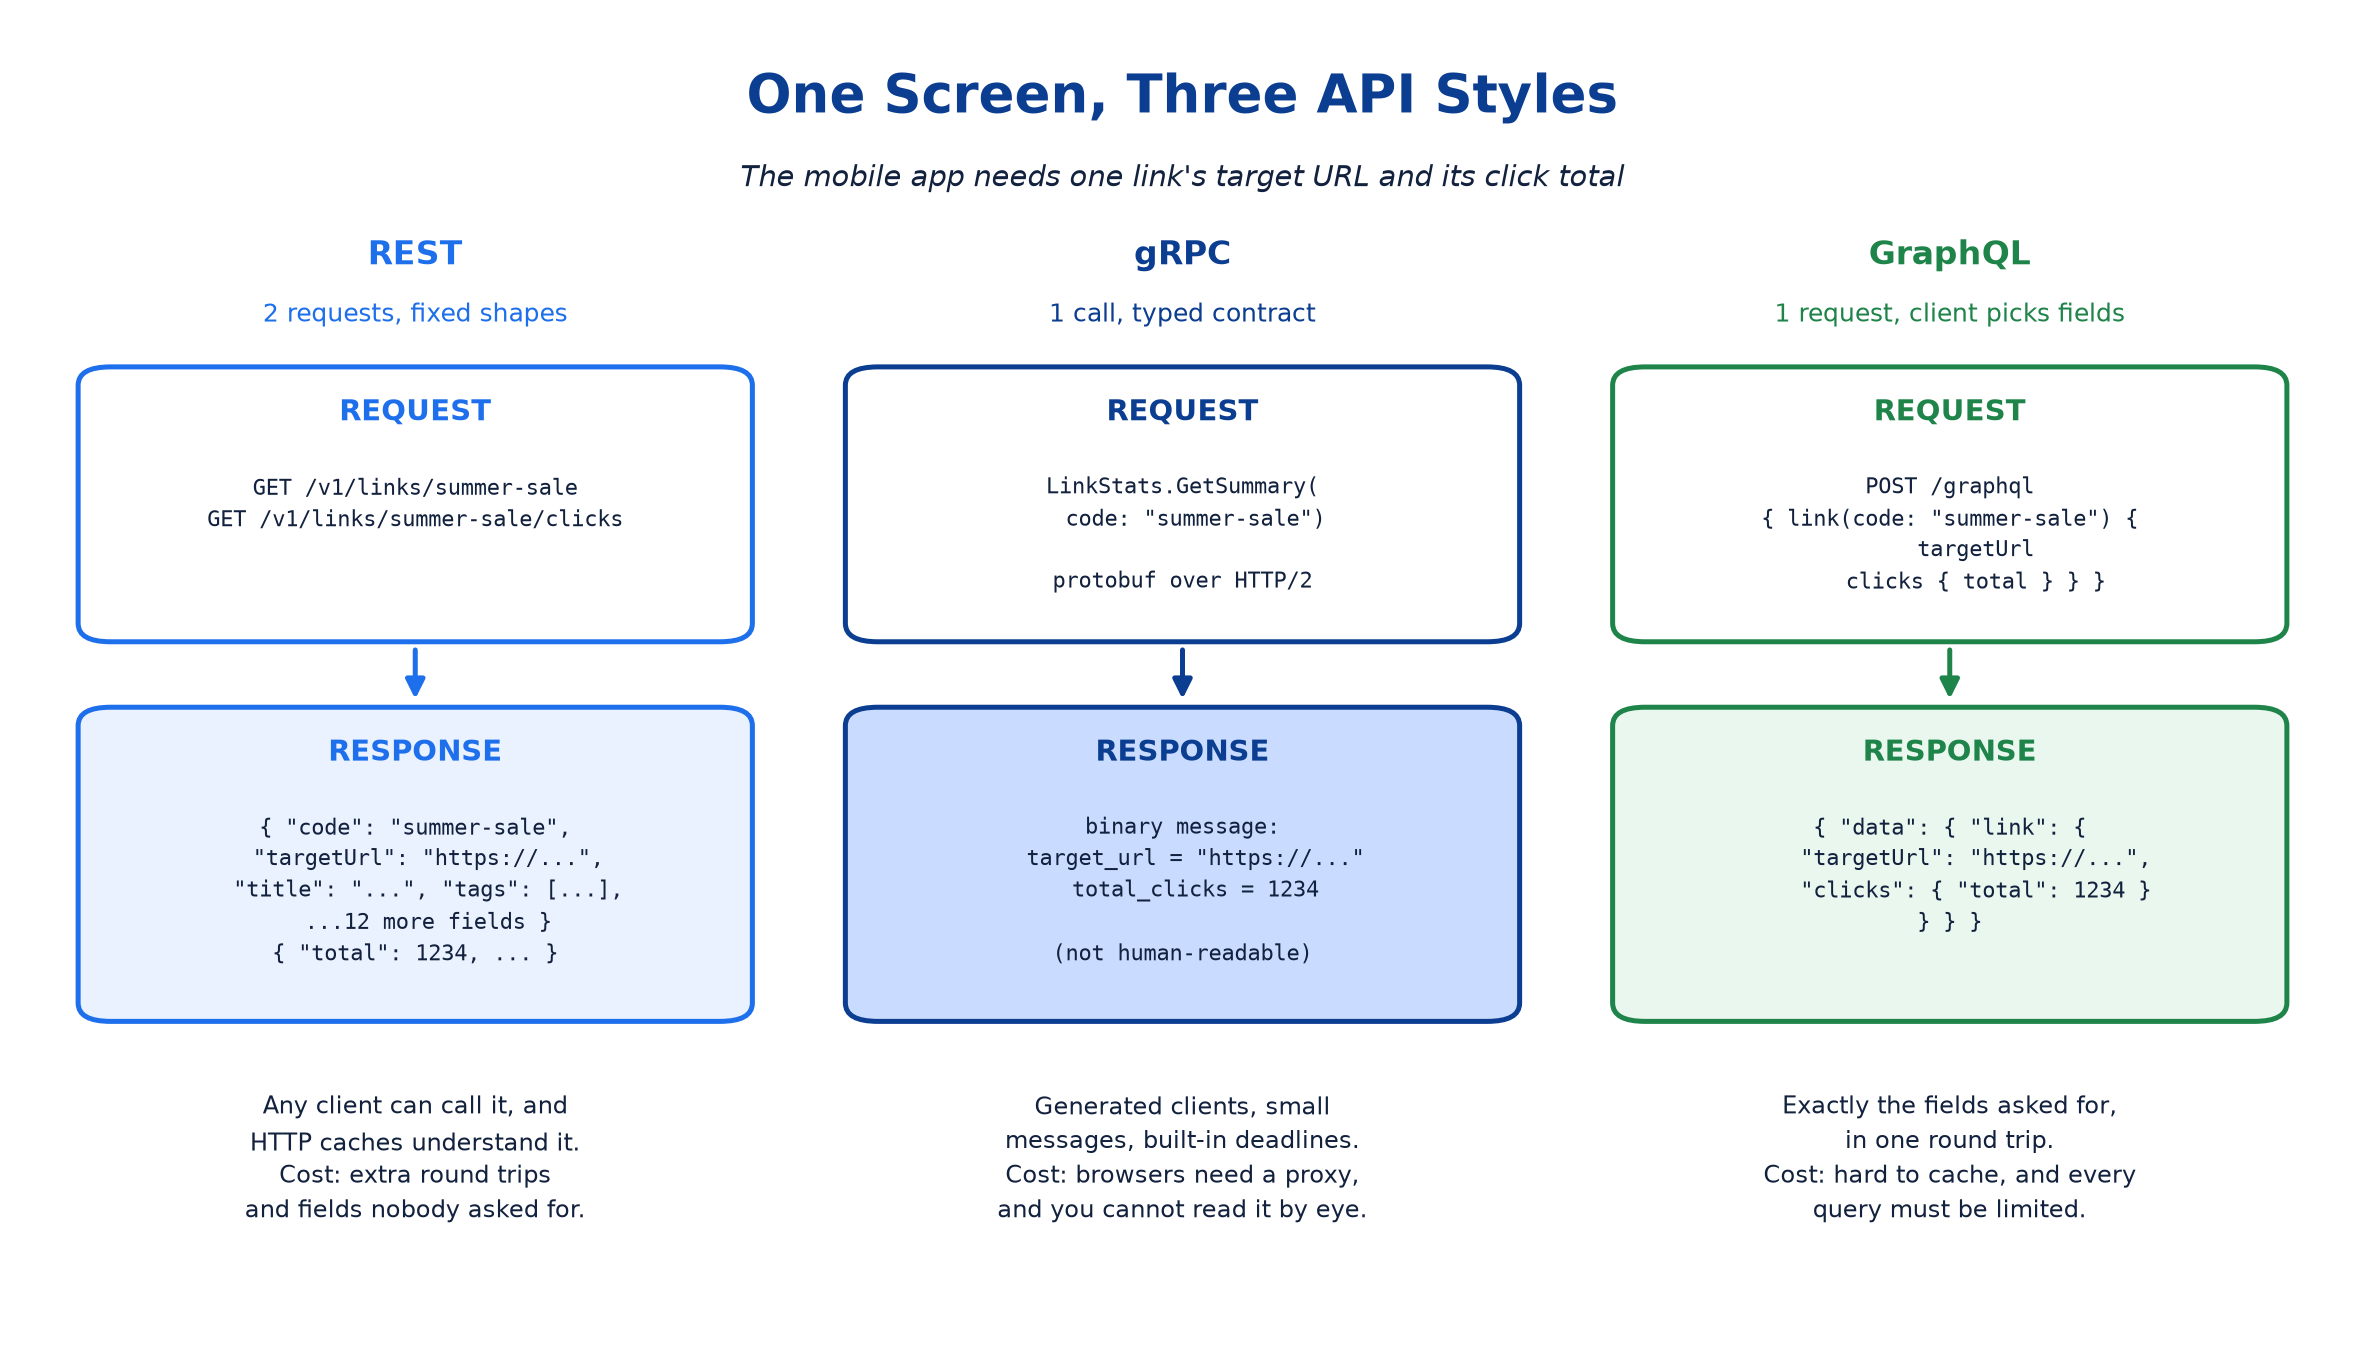 One Screen, Three API Styles
The mobile app needs one link's target URL and its click total
REST
2 requests, fixed shapes
REQUEST
GET /v1/links/summer-sale
GET /v1/links/summer-sale/clicks
RESPONSE
{ "code": "summer-sale",
"targetUrl": "https://...",
"title": "...", "tags": [...],
...12 more fields }
{ "total": 1234, ... }
Any client can call it, and
HTTP caches understand it.
Cost: extra round trips
and fields nobody asked for.
gRPC
1 call, typed contract
REQUEST
LinkStats.GetSummary(
code: "summer-sale")
protobuf over HTTP/2
RESPONSE
binary message:
target_url = "https://..."
total_clicks = 1234
(not human-readable)
Generated clients, small
messages, built-in deadlines.
Cost: browsers need a proxy,
and you cannot read it by eye.
GraphQL
1 request, client picks fields
REQUEST
POST /graphql
{ link(code: "summer-sale") {
targetUrl
clicks { total } } }
RESPONSE
{ "data": { "link": {
"targetUrl": "https://...",
"clicks": { "total": 1234 }
} } }
Exactly the fields asked for,
in one round trip.
Cost: hard to cache, and every
query must be limited.